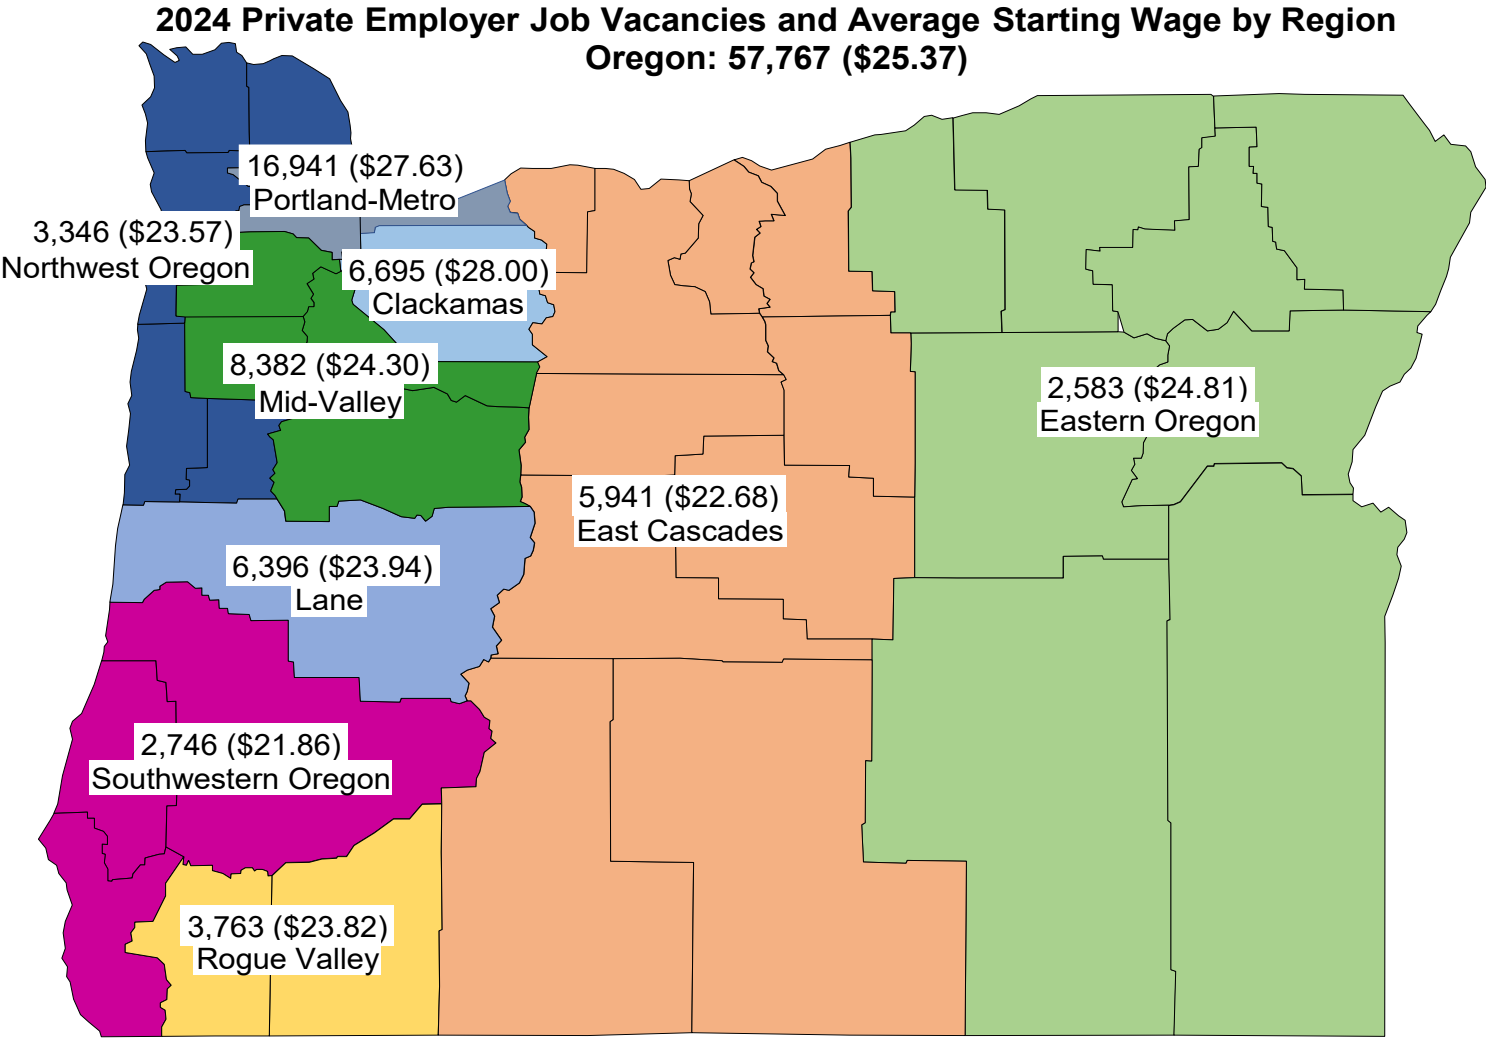 2024 Private Employer Job Vacancies and Average Starting Wage by Region
Oregon: 57,767 ($25.37)
16,941 ($27.63)
Portland-Metro
3,346 ($23.57)
Northwest Oregon
6,695 ($28.00)
Clackamas
8,382 ($24.30)
Mid-Valley
2,583 ($24.81)
Eastern Oregon
5,941 ($22.68)
East Cascades
6,396 ($23.94)
Lane
2,746 ($21.86)
Southwestern Oregon
3,763 ($23.82)
Rogue Valley